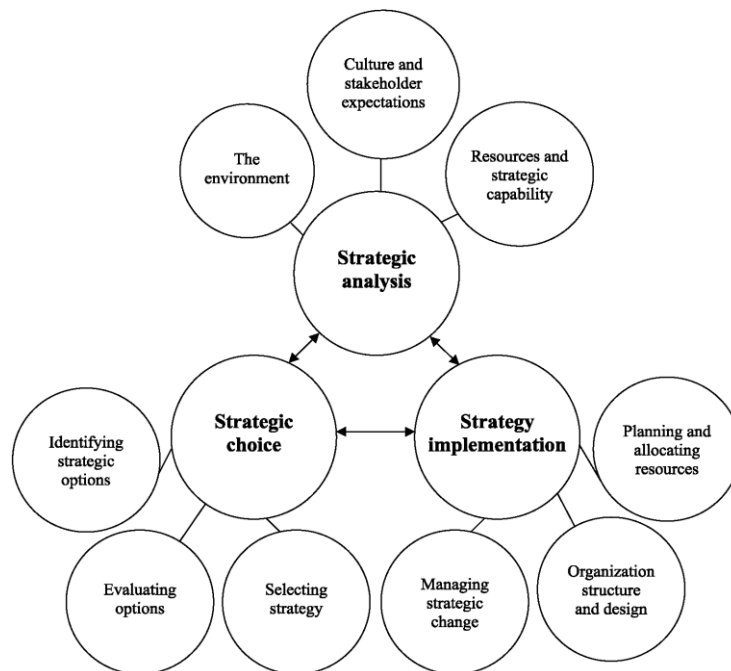 Culture and
stakeholder
expectations
The
environment
Resources and
strategic
capability
Strategic
analysis
Strategic
choice
Strategy
implementation
Identifying
strategic
options
Planning and
allocating
resources
Evaluating
options
Selecting
strategy
Managing
strategic
change
Organization
structure
and design